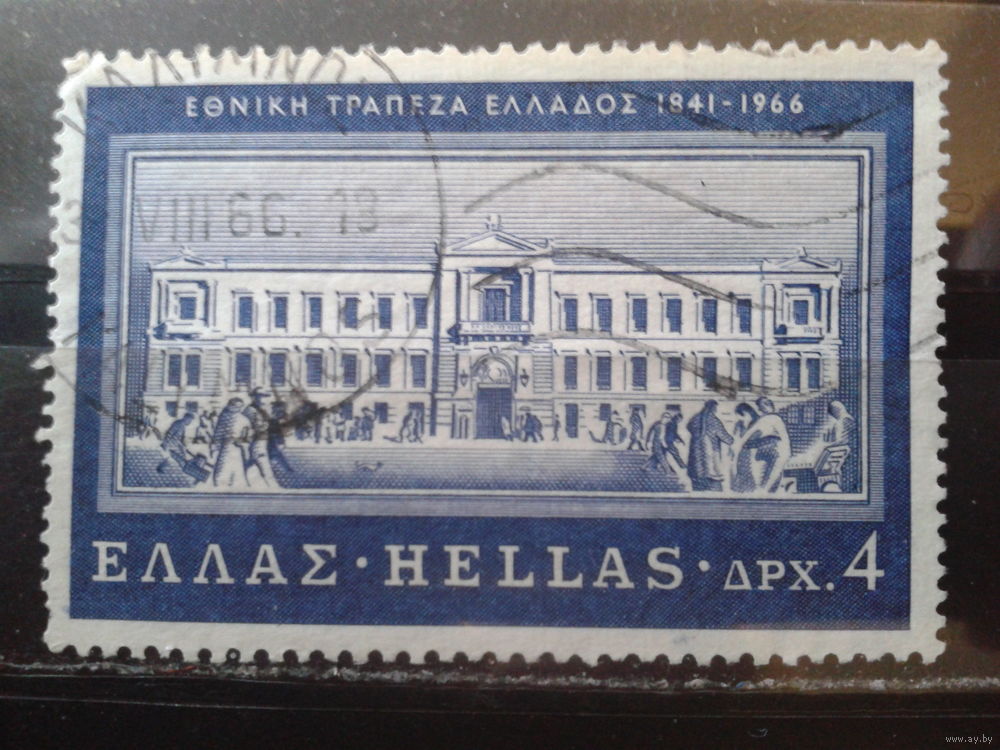 ΕΘΝΙΚΗ ΤΡΑΠΕΖΑ ΕΛΛΑΔΟΣ 1841-1966
VIII 66. 13
ΕΛΛΑΣ · HELLAS · ΔΡΧ. 4
www.ay.by